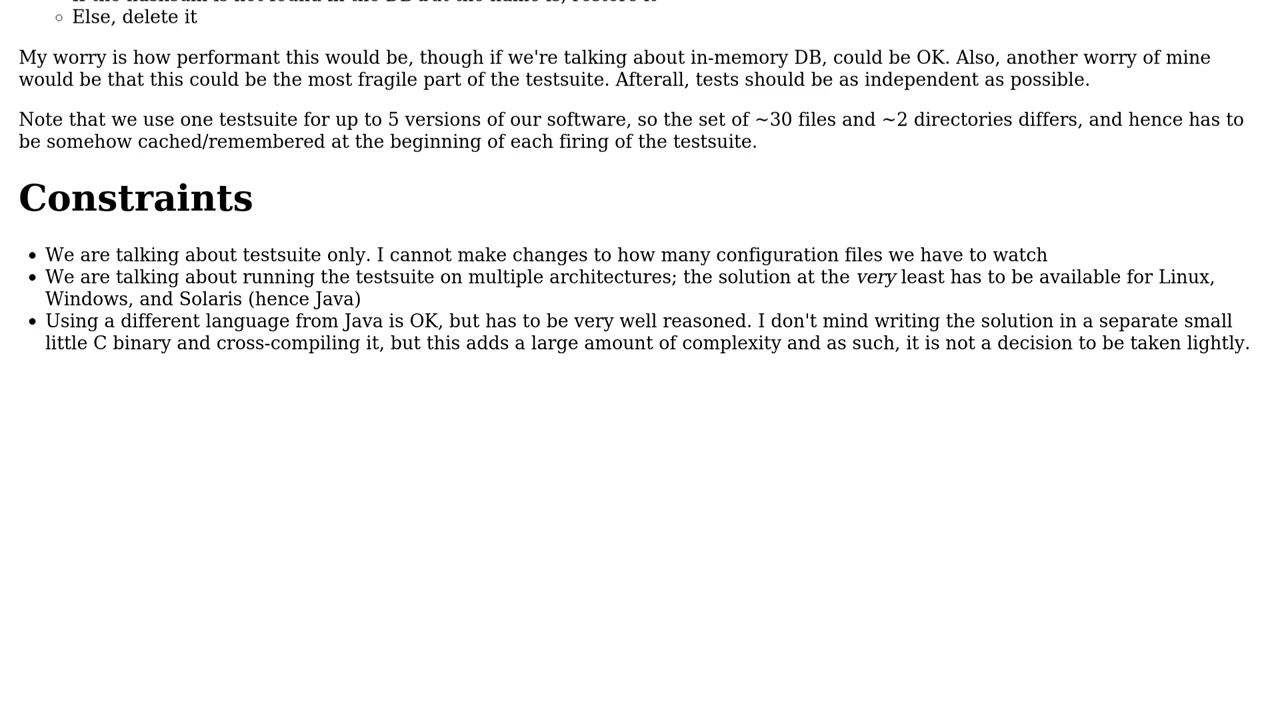 Else, delete it
My worry is how performant this would be, though if we're talking about in-memory DB, could be OK. Also, another worry of mine
would be that this could be the most fragile part of the testsuite. Afterall, tests should be as independent as possible.
Note that we use one testsuite for up to 5 versions of our software, so the set of ~30 files and ~2 directories differs, and hence has to
be somehow cached/remembered at the beginning of each firing of the testsuite.
Constraints
We are talking about testsuite only. I cannot make changes to how many configuration files we have to watch
We are talking about running the testsuite on multiple architectures; the solution at the very least has to be available for Linux,
Windows, and Solaris (hence Java)
Using a different language from Java is OK, but has to be very well reasoned. I don't mind writing the solution in a separate small
little C binary and cross-compiling it, but this adds a large amount of complexity and as such, it is not a decision to be taken lightly.